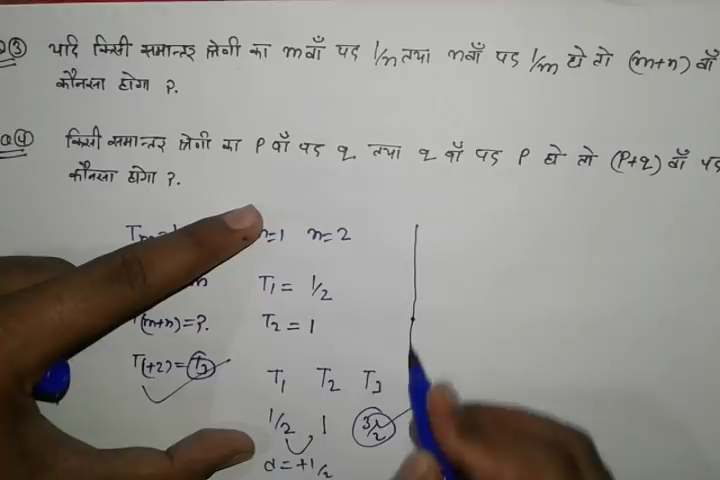 Q③ यदि किसी समान्तर श्रेणी का m वाँ पद 1/n तथा n वाँ पद 1/m हो तो (m+n) वाँ
कौनसा होगा ?.
Q④ किसी समान्तर श्रेणी का P वाँ पद q तथा q वाँ पद P हो तो (P+q) वाँ पद
कौनसा होगा ?.
=1 n=2
T1 = 1/2
T(m+n)=?. T2 = 1
T(1+2)=T3
T1 T2 T3
1/2 1 3/2
d=+1/2